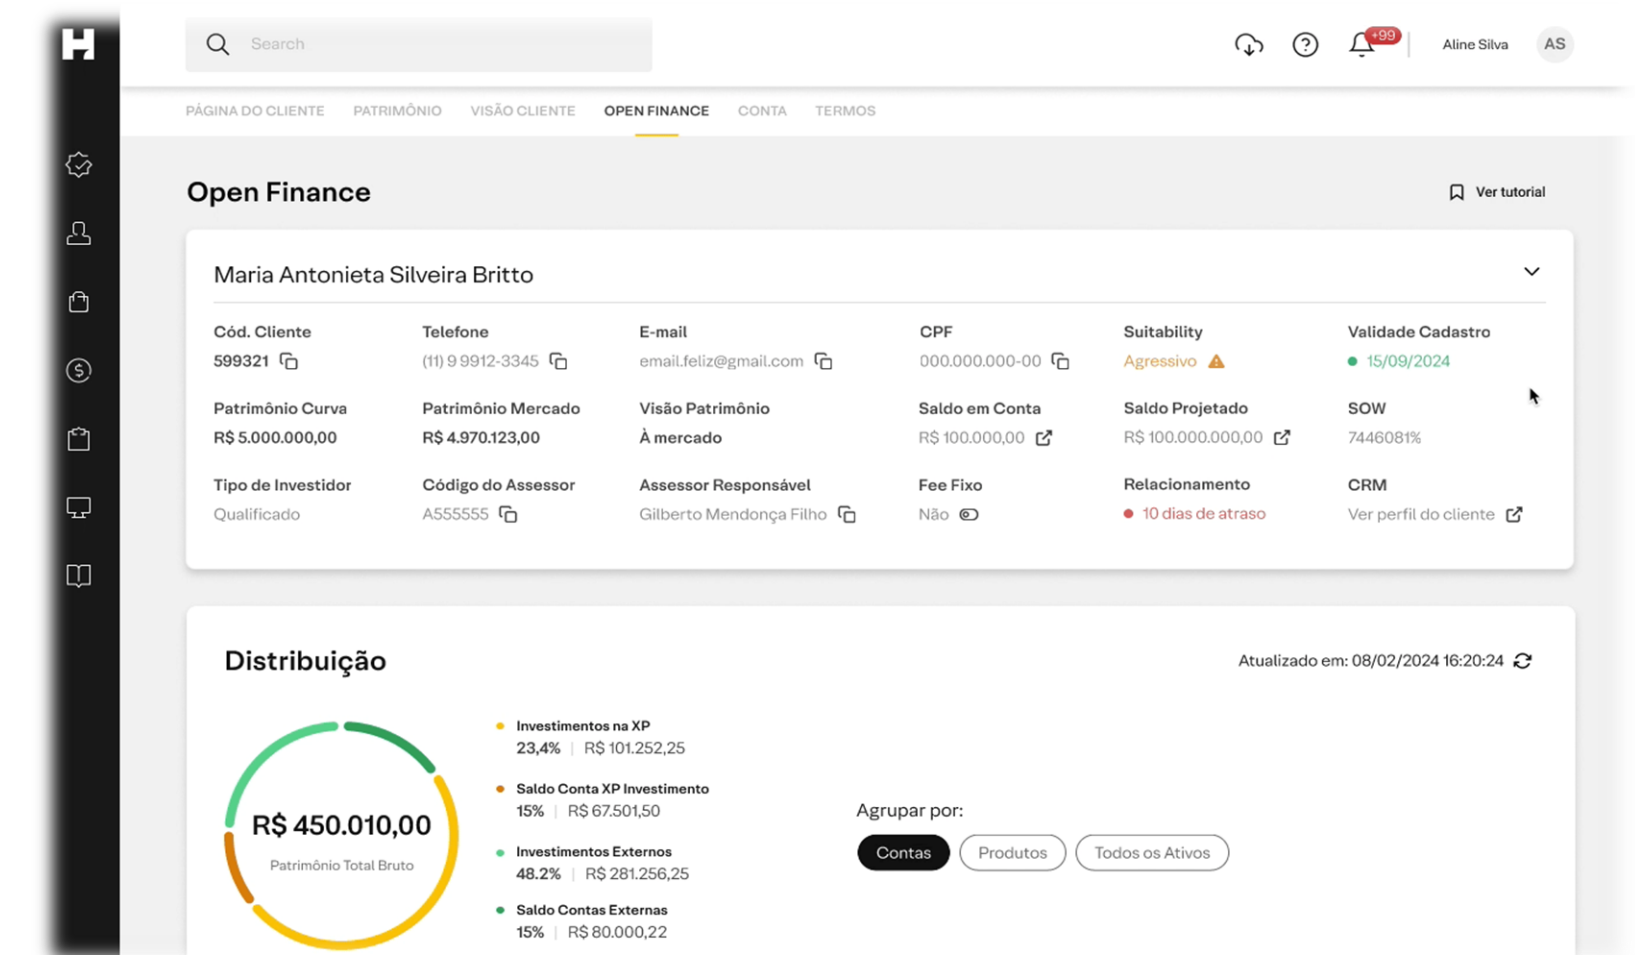 H
Search
+99
Aline Silva
AS
PÁGINA DO CLIENTE PATRIMÔNIO VISÃO CLIENTE OPEN FINANCE CONTA TERMOS
Open Finance
Ver tutorial
Maria Antonieta Silveira Britto
Cód. Cliente Telefone E-mail CPF Suitability Validade Cadastro
599321 (11) 9 9912-3345 email.feliz@gmail.com 000.000.000-00 Agressivo 15/09/2024
Patrimônio Curva Patrimônio Mercado Visão Patrimônio Saldo em Conta Saldo Projetado SOW
R$ 5.000.000,00 R$ 4.970.123,00 À mercado R$ 100.000,00 R$ 100.000.000,00 7446081%
Tipo de Investidor Código do Assessor Assessor Responsável Fee Fixo Relacionamento CRM
Qualificado A555555 Gilberto Mendonça Filho Não 10 dias de atraso Ver perfil do cliente
Distribuição
Atualizado em: 08/02/2024 16:20:24
R$ 450.010,00
Patrimônio Total Bruto
Investimentos na XP
23,4% | R$ 101.252,25
Saldo Conta XP Investimento
15% | R$ 67.501,50
Investimentos Externos
48.2% | R$ 281.256,25
Saldo Contas Externas
15% | R$ 80.000,22
Agrupar por:
Contas Produtos Todos os Ativos